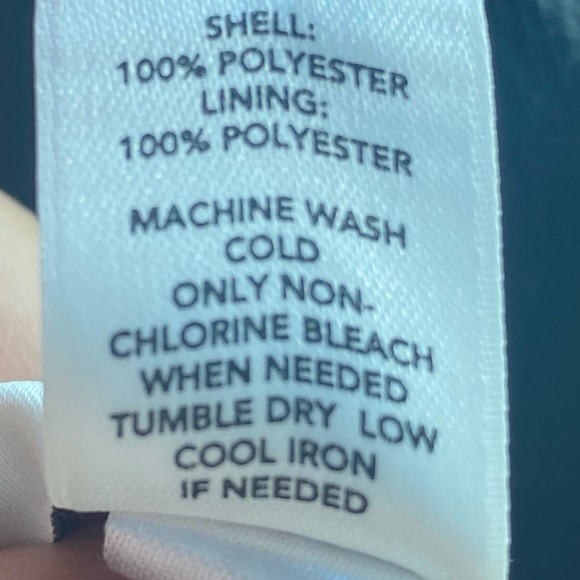 SHELL:
100% POLYESTER
LINING:
100% POLYESTER
MACHINE WASH
COLD
ONLY NON-
CHLORINE BLEACH
WHEN NEEDED
TUMBLE DRY LOW
COOL IRON
IF NEEDED